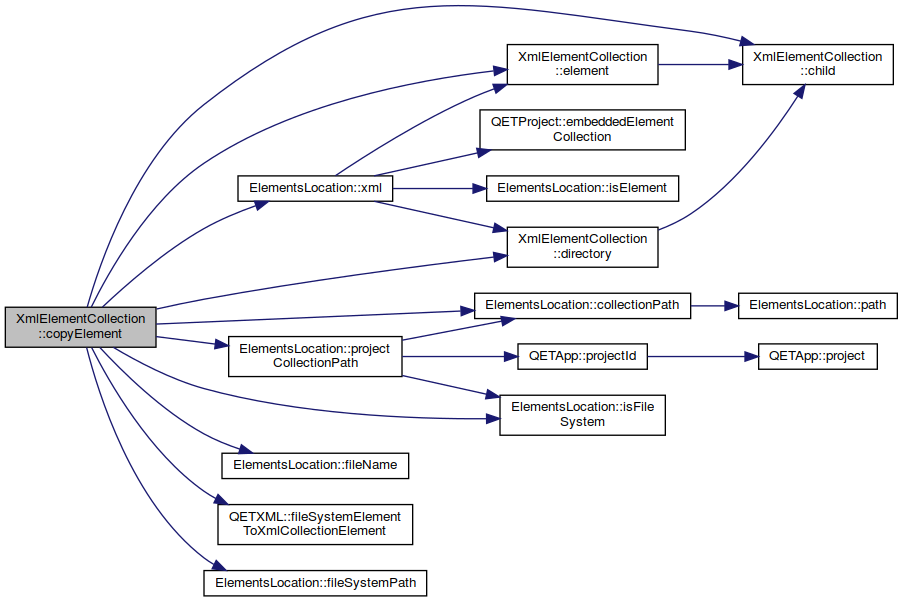 XmlElementCollection
::copyElement
XmlElementCollection
::child
XmlElementCollection
::element
QETProject::embeddedElement
Collection
ElementsLocation::xml
ElementsLocation::isElement
XmlElementCollection
::directory
ElementsLocation::collectionPath
ElementsLocation::path
ElementsLocation::project
CollectionPath
QETApp::projectId
QETApp::project
ElementsLocation::isFile
System
ElementsLocation::fileName
QETXML::fileSystemElement
ToXmlCollectionElement
ElementsLocation::fileSystemPath